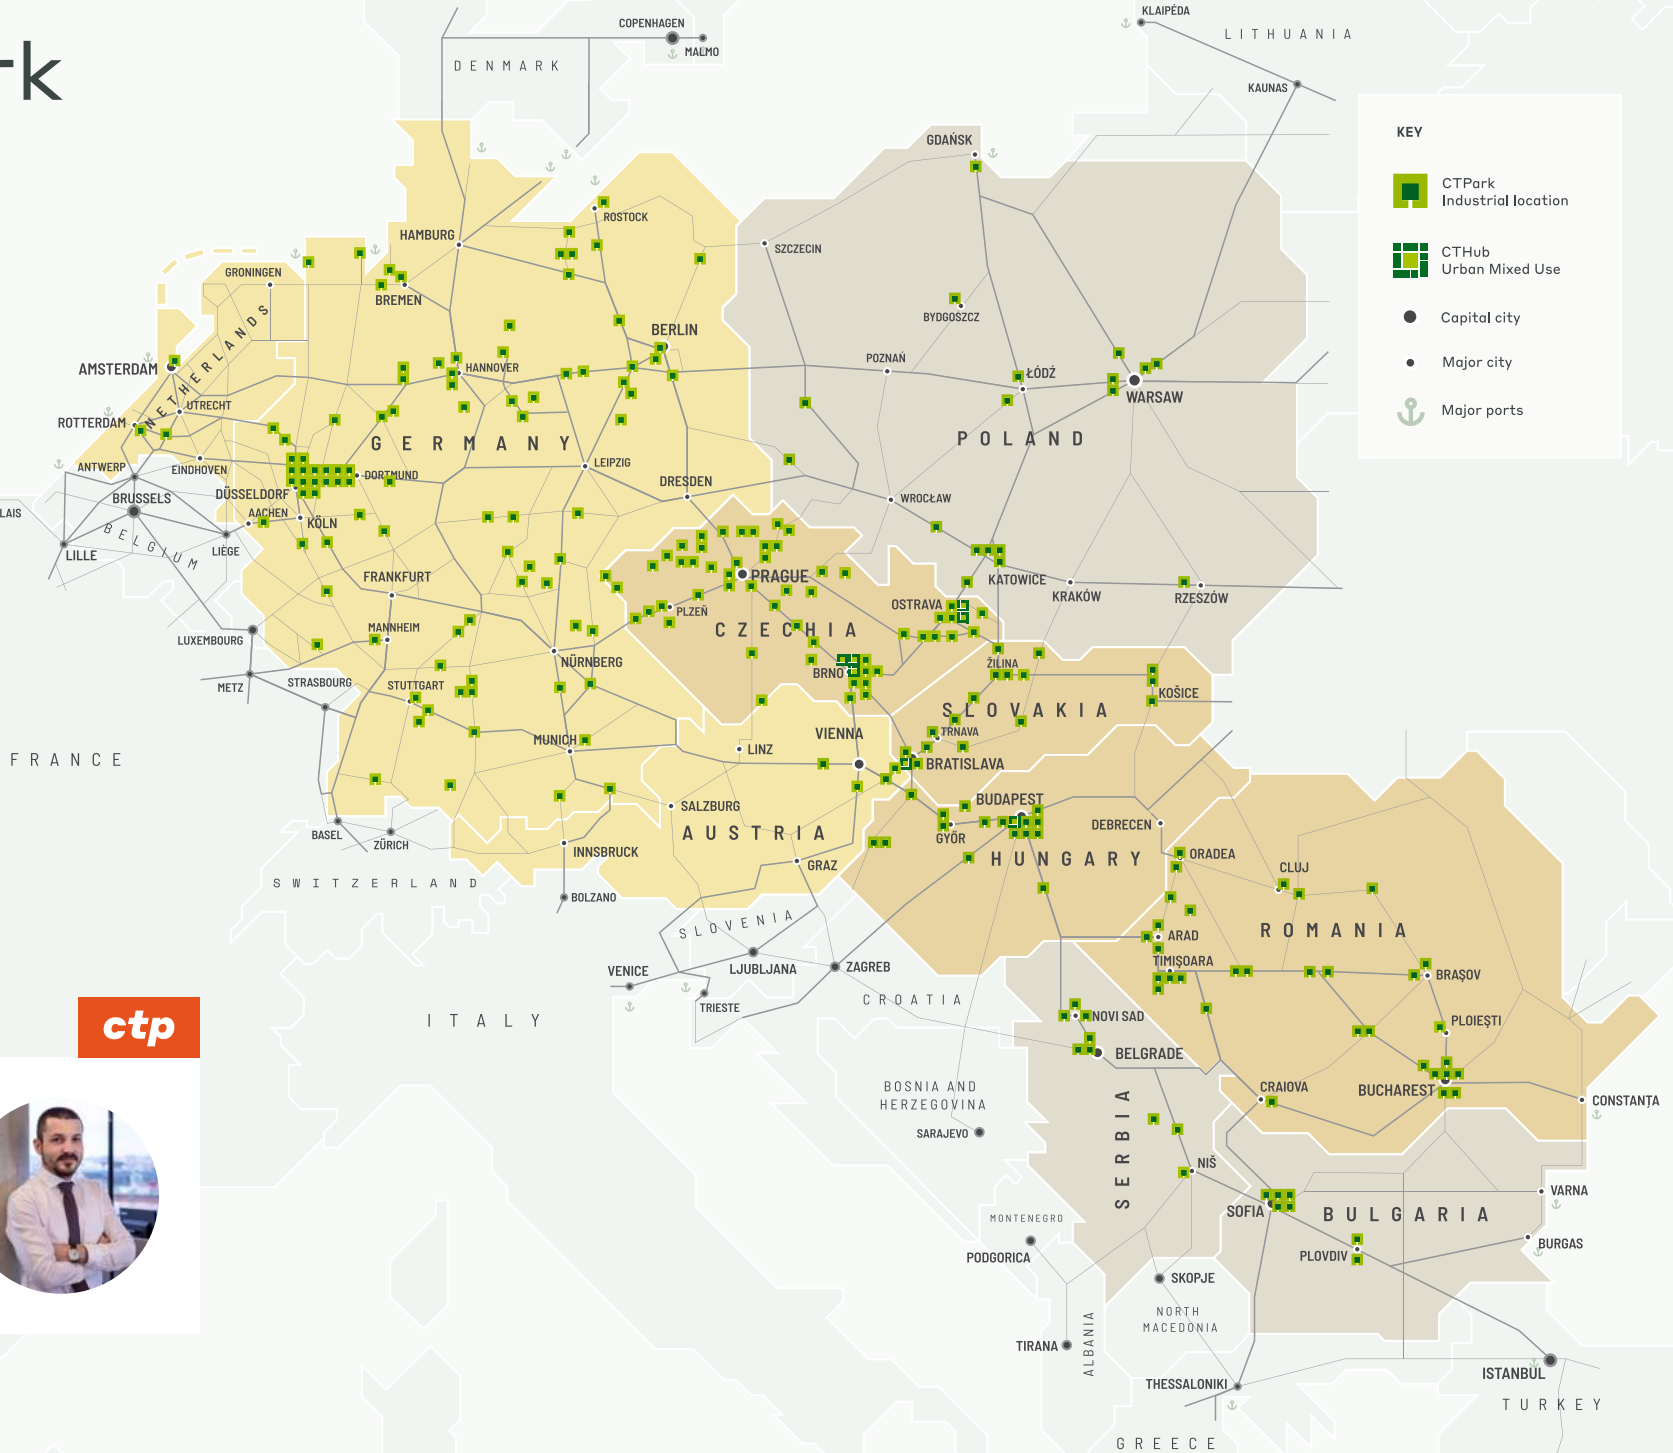 rk
KLAIPÉDA
LITHUANIA
COPENHAGEN
MALMO
DENMARK
KAUNAS
KEY
CTPark
Industrial location
CTHub
Urban Mixed Use
Capital city
Major city
Major ports
GDAŃSK
ROSTOCK
HAMBURG
SZCZECIN
GRONINGEN
BREMEN
BYDGOSZCZ
BERLIN
NETHERLANDS
AMSTERDAM
HANNOVER
POZNAŃ
ŁÓDŹ
WARSAW
UTRECHT
ROTTERDAM
GERMANY
POLAND
ANTWERP
EINDHOVEN
DORTMUND
LEIPZIG
DRESDEN
BRUSSELS
DÜSSELDORF
WROCŁAW
LAIS
AACHEN
KÖLN
BELGIUM
LILLE
LIÈGE
FRANKFURT
PRAGUE
KATOWICE
KRAKÓW
RZESZÓW
OSTRAVA
PLZEŇ
CZECHIA
LUXEMBOURG
MANNHEIM
NÜRNBERG
ŽILINA
BRNO
METZ
STRASBOURG
STUTTGART
KOŠICE
SLOVAKIA
TRNAVA
VIENNA
MUNICH
LINZ
FRANCE
BRATISLAVA
SALZBURG
BUDAPEST
BASEL
ZÜRICH
AUSTRIA
GYŐR
DEBRECEN
INNSBRUCK
GRAZ
HUNGARY
ORADEA
CLUJ
SWITZERLAND
BOLZANO
SLOVENIA
ROMANIA
ARAD
TIMIȘOARA
VENICE
LJUBLJANA
ZAGREB
BRAȘOV
TRIESTE
CROATIA
ITALY
NOVI SAD
PLOIEȘTI
ctp
BELGRADE
BOSNIA AND
HERZEGOVINA
CRAIOVA
BUCHAREST
CONSTANȚA
SARAJEVO
SERBIA
NIŠ
VARNA
MONTENEGRO
SOFIA
BULGARIA
PODGORICA
PLOVDIV
BURGAS
SKOPJE
NORTH
MACEDONIA
TIRANA
ALBANIA
THESSALONIKI
ISTANBUL
TURKEY
GREECE